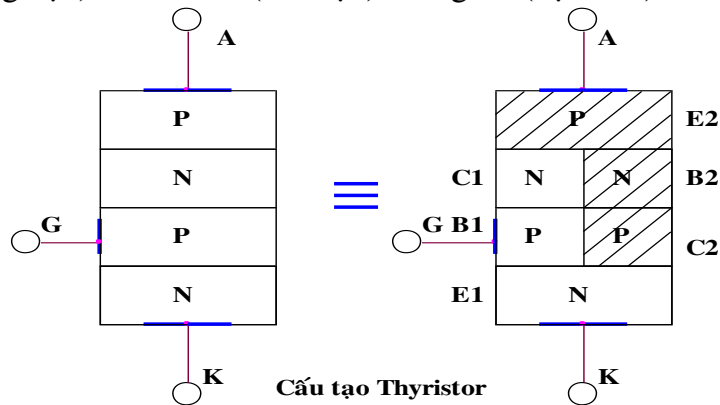 A A
P P E2
N C1 N N B2
G P G B1 P P C2
N E1 N
K K
Cấu tạo Thyristor